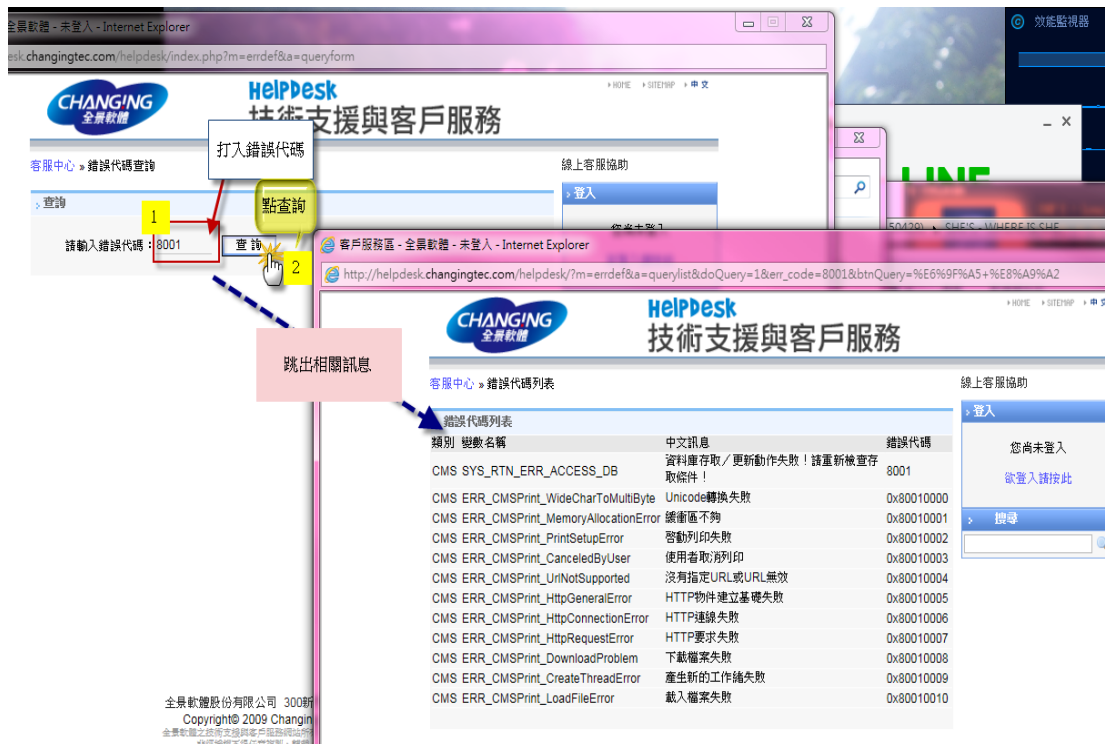 全景軟體 - 未登入 - Internet Explorer
esk.changingtec.com/helpdesk/index.php?m=errdef&a=queryform
效能監視器
CHANGING
全景軟體
HelpDesk
技術支援與客戶服務
HOME
SITEMAP
中 文
打入錯誤代碼
客服中心 » 錯誤代碼查詢
線上客服協助
登入
查詢
1
點查詢
請輸入錯誤代碼：8001
查 詢
2
LINE
50429)
SHE'S - WHERE IS SHE
客戶服務區 - 全景軟體 - 未登入 - Internet Explorer
http://helpdesk.changingtec.com/helpdesk/?m=errdef&a=querylist&doQuery=1&err_code=8001&btnQuery=%E6%9F%A5+%E8%A9%A2
CHANGING
全景軟體
HelpDesk
技術支援與客戶服務
HOME
SITEMAP
中 文
跳出相關訊息
客服中心 » 錯誤代碼列表
線上客服協助
登入
您尚未登入
欲登入請按此
搜尋
錯誤代碼列表
類別 變數名稱 中文訊息 錯誤代碼
CMS SYS_RTN_ERR_ACCESS_DB 資料庫存取／更新動作失敗！請重新檢查存取條件！ 8001
CMS ERR_CMSPrint_WideCharToMultiByte Unicode轉換失敗 0x80010000
CMS ERR_CMSPrint_MemoryAllocationError 緩衝區不夠 0x80010001
CMS ERR_CMSPrint_PrintSetupError 啓動列印失敗 0x80010002
CMS ERR_CMSPrint_CanceledByUser 使用者取消列印 0x80010003
CMS ERR_CMSPrint_UrlNotSupported 沒有指定URL或URL無效 0x80010004
CMS ERR_CMSPrint_HttpGeneralError HTTP物件建立基礎失敗 0x80010005
CMS ERR_CMSPrint_HttpConnectionError HTTP連線失敗 0x80010006
CMS ERR_CMSPrint_HttpRequestError HTTP要求失敗 0x80010007
CMS ERR_CMSPrint_DownloadProblem 下載檔案失敗 0x80010008
CMS ERR_CMSPrint_CreateThreadError 產生新的工作緒失敗 0x80010009
CMS ERR_CMSPrint_LoadFileError 載入檔案失敗 0x80010010
全景軟體股份有限公司 300新
Copyright© 2009 Changin